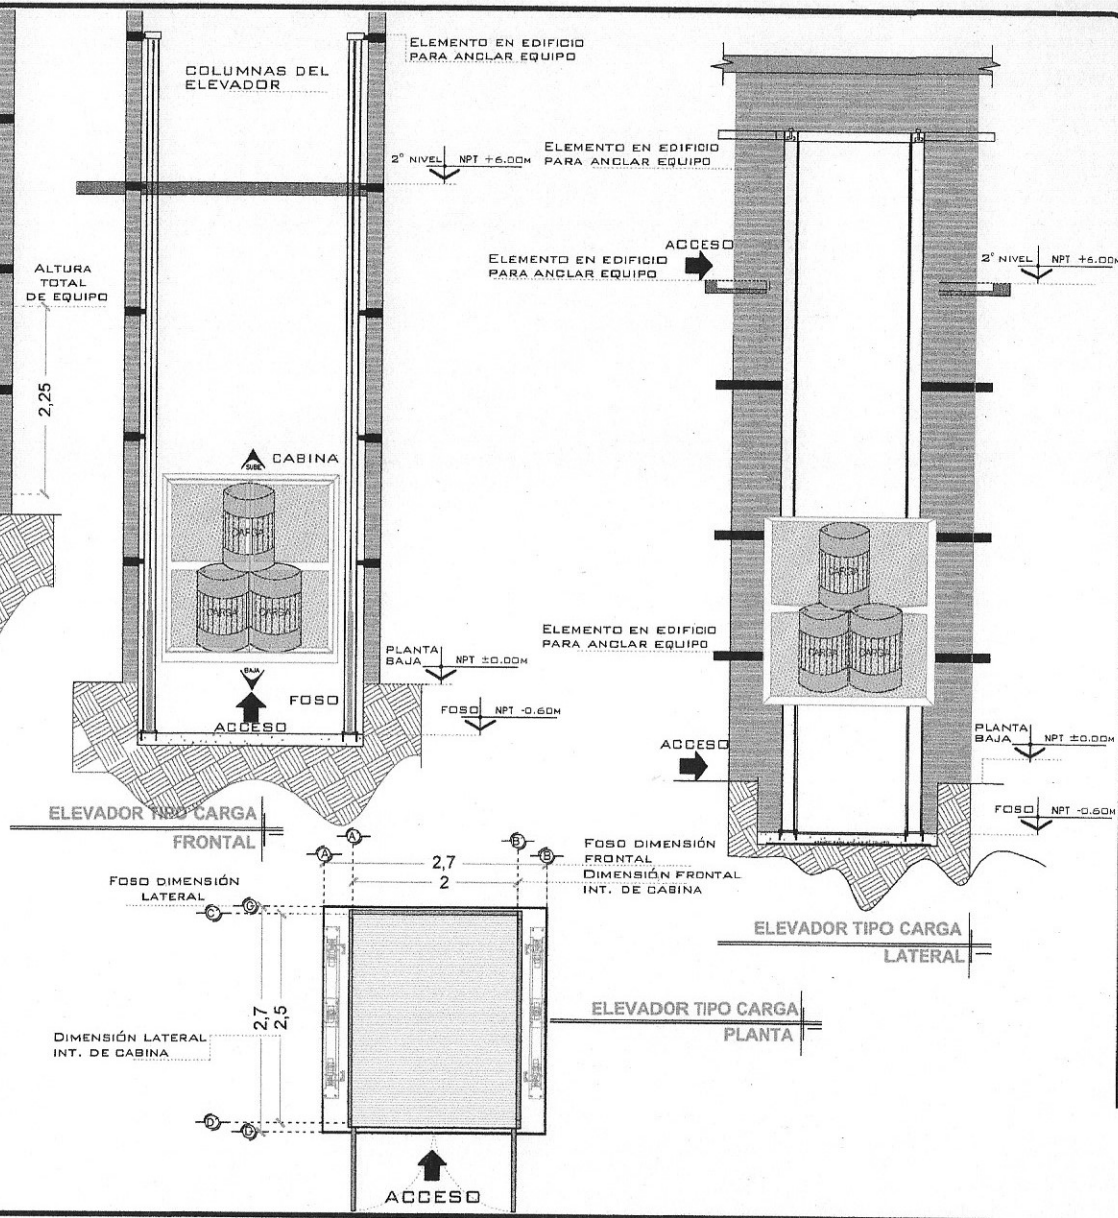 ELEMENTO EN EDIFICIO
PARA ANCLAR EQUIPO
COLUMNAS DEL
ELEVADOR
2° NIVEL NPT +6.00M
ALTURA
TOTAL
DE EQUIPO
2,25
SUBE
CABINA
CARGA
CARGA
CARGA
PLANTA
BAJA
NPT ±0.00M
BAJA
FOSO
ACCESO
FOSO NPT -0.60M
ELEVADOR TIPO CARGA
FRONTAL
ELEMENTO EN EDIFICIO
PARA ANCLAR EQUIPO
ACCESO
ELEMENTO EN EDIFICIO
PARA ANCLAR EQUIPO
2° NIVEL NPT +6.00M
CARGA
CARGA
CARGA
ELEMENTO EN EDIFICIO
PARA ANCLAR EQUIPO
ACCESO
PLANTA
BAJA
NPT ±0.00M
FOSO NPT -0.60M
ELEVADOR TIPO CARGA
LATERAL
A
A
B
B
2,7
2
FOSO DIMENSIÓN
FRONTAL
DIMENSIÓN FRONTAL
INT. DE CABINA
FOSO DIMENSIÓN
LATERAL
C
C
2,7
2,5
DIMENSIÓN LATERAL
INT. DE CABINA
D
D
ACCESO
ELEVADOR TIPO CARGA
PLANTA